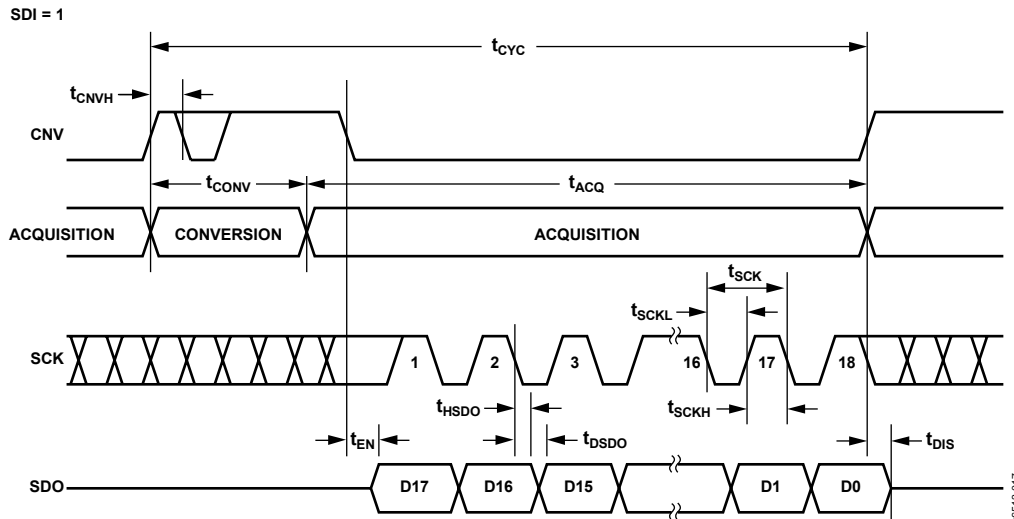 SDI = 1
tCYC
tCNVH
CNV
tCONV
tACQ
ACQUISITION
CONVERSION
ACQUISITION
tSCK
tSCKL
SCK
1
2
3
16
17
18
tHSDO
tSCKH
tEN
tDSDO
tDIS
SDO
D17
D16
D15
D1
D0